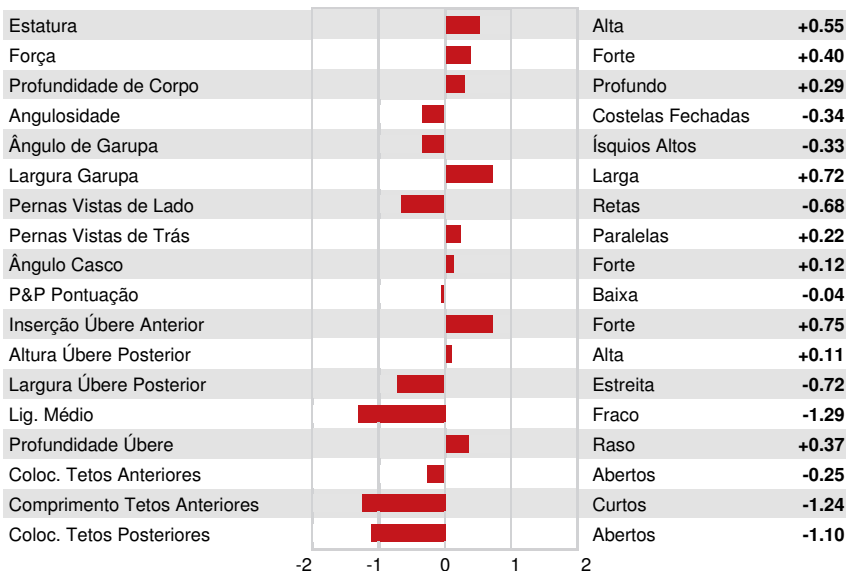 Estatura Alta +0.55
Força Forte +0.40
Profundidade de Corpo Profundo +0.29
Angulosidade Costelas Fechadas -0.34
Ângulo de Garupa Ísquios Altos -0.33
Largura Garupa Larga +0.72
Pernas Vistas de Lado Retas -0.68
Pernas Vistas de Trás Paralelas +0.22
Ângulo Casco Forte +0.12
P&P Pontuação Baixa -0.04
Inserção Úbere Anterior Forte +0.75
Altura Úbere Posterior Alta +0.11
Largura Úbere Posterior Estreita -0.72
Lig. Médio Fraco -1.29
Profundidade Úbere Raso +0.37
Coloc. Tetos Anteriores Abertos -0.25
Comprimento Tetos Anteriores Curtos -1.24
Coloc. Tetos Posteriores Abertos -1.10
-2 -1 0 1 2